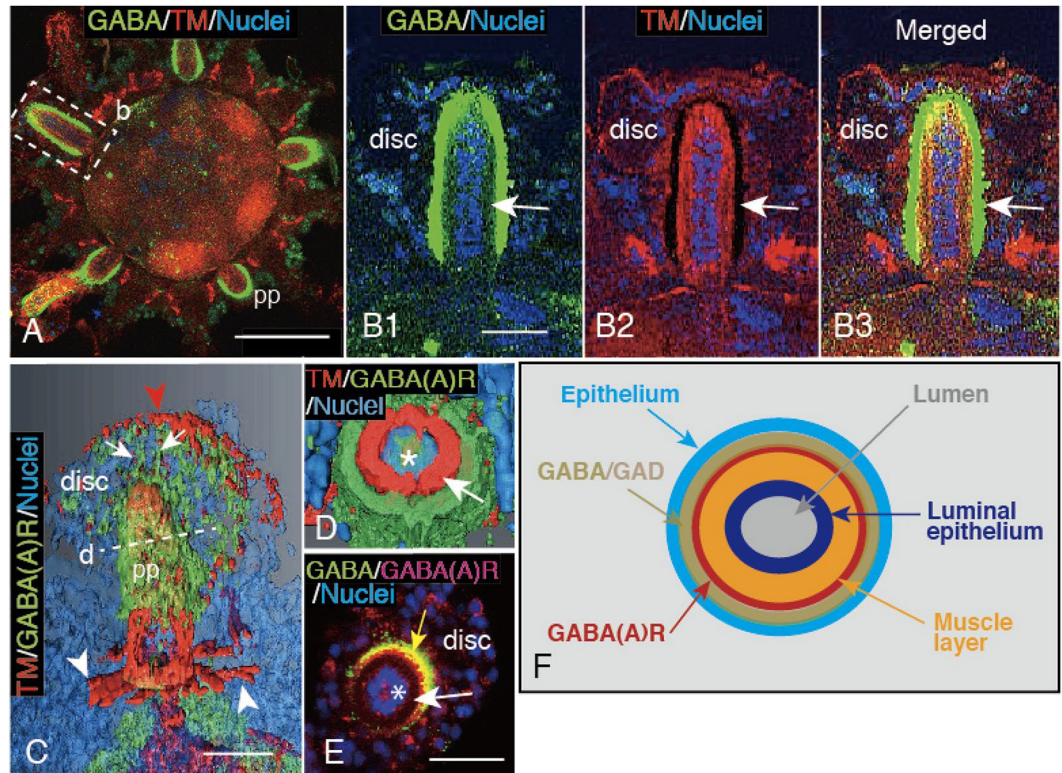 GABA/TM/Nuclei
b
pp
A
GABA/Nuclei
disc
B1
TM/Nuclei
disc
B2
Merged
disc
B3
TM/GABA(A)R/Nuclei
disc
d
pp
C
TM/GABA(A)R
/Nuclei
*
D
GABA/GABA(A)R
/Nuclei
disc
*
E
Epithelium
Lumen
GABA/GAD
Luminal
epithelium
GABA(A)R
Muscle
layer
F